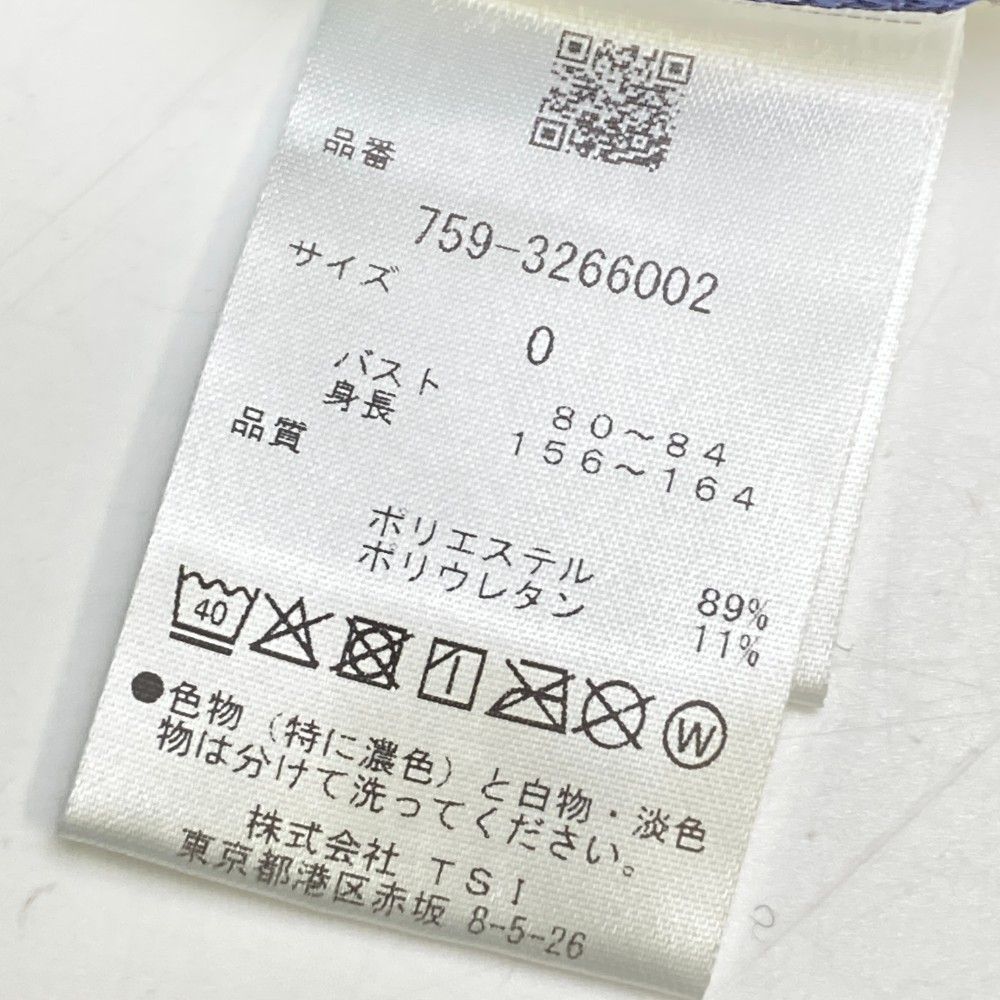 品番
759-3266002
サイズ
0
バスト 80～84
身長 156～164
品質
ポリエステル 89%
ポリウレタン 11%
40
W
●色物（特に濃色）と白物・淡色
物は分けて洗ってください。
株式会社 TSI
東京都港区赤坂 8-5-26